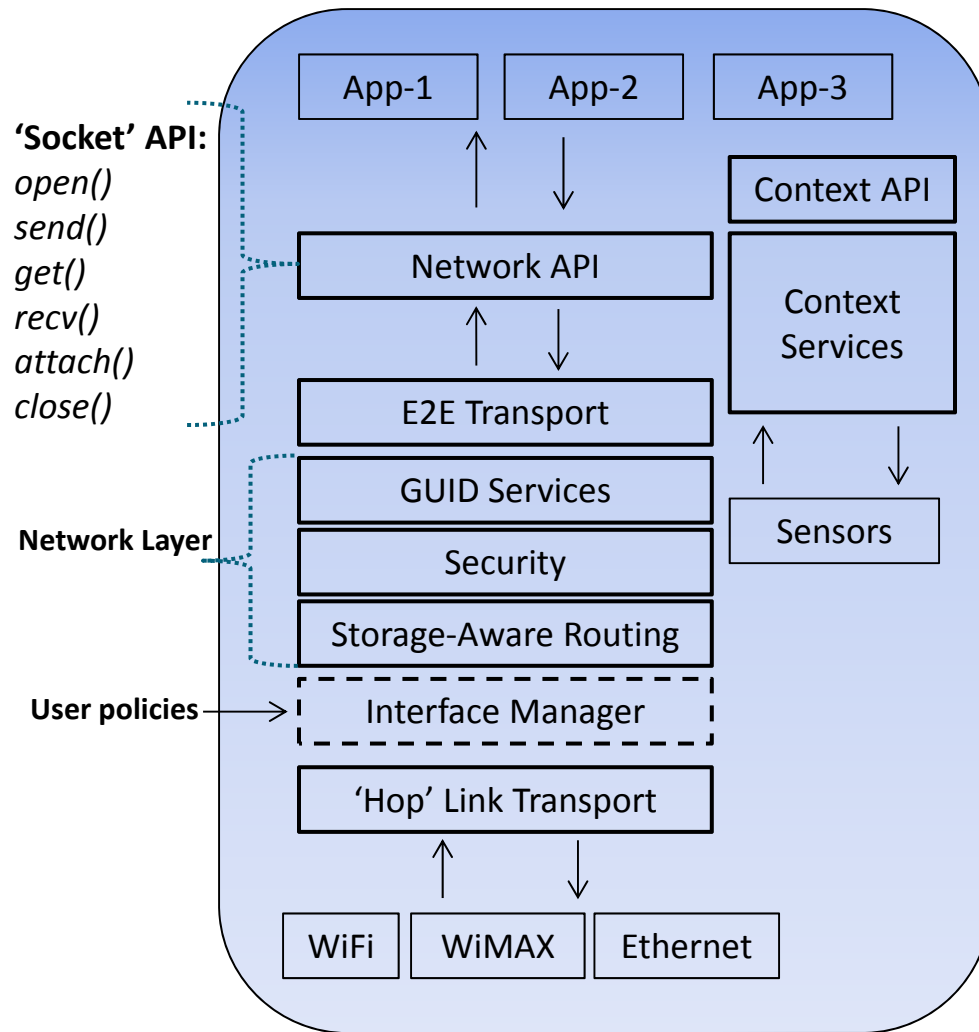 App-1
App-2
App-3
‘Socket’ API:
open()
send()
get()
recv()
attach()
close()
Context API
Network API
Context
Services
E2E Transport
GUID Services
Network Layer
Security
Sensors
Storage-Aware Routing
User policies
Interface Manager
‘Hop’ Link Transport
WiFi
WiMAX
Ethernet